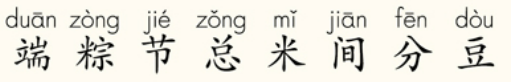 duān zòng jié zǒng mǐ jiān fēn dòu
端 粽 节 总 米 间 分 豆